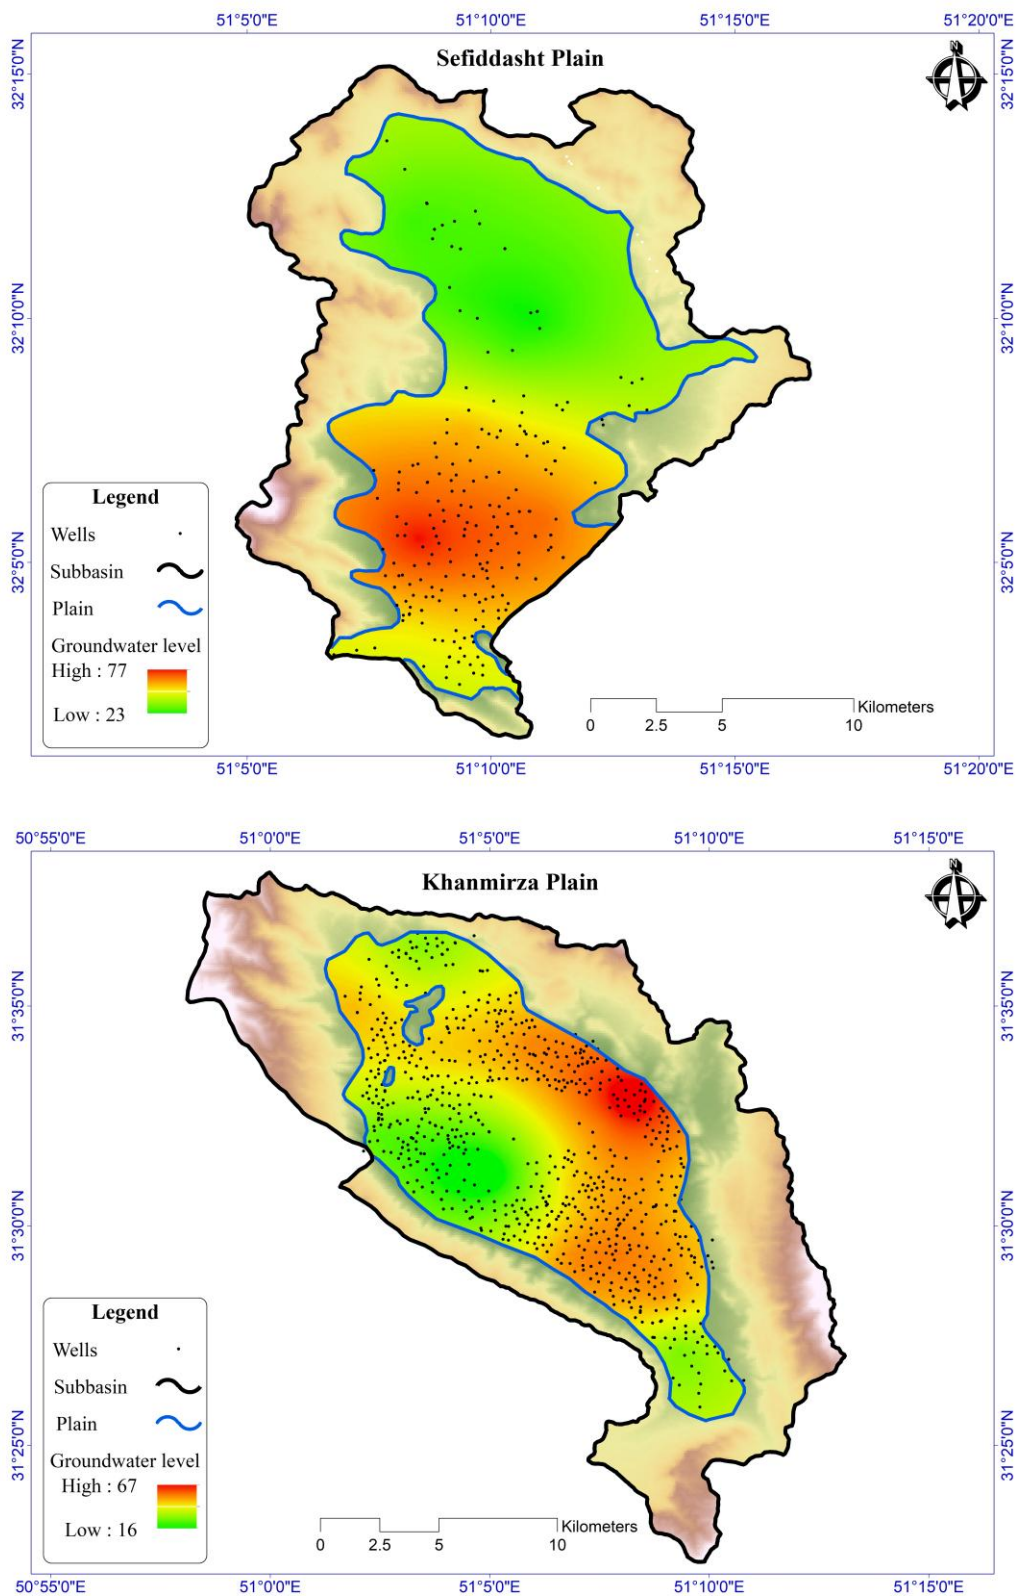 51°5'0"E 51°10'0"E 51°15'0"E 51°20'0"E
Sefiddasht Plain
N
32°15'0"N 32°15'0"N
32°10'0"N 32°10'0"N
32°5'0"N 32°5'0"N
Legend
Wells
Subbasin
Plain
Groundwater level
High : 77
Low : 23
Kilometers
0 2.5 5 10
51°5'0"E 51°10'0"E 51°15'0"E 51°20'0"E
50°55'0"E 51°0'0"E 51°5'0"E 51°10'0"E 51°15'0"E
Khanmirza Plain
N
31°35'0"N 31°35'0"N
31°30'0"N 31°30'0"N
31°25'0"N 31°25'0"N
Legend
Wells
Subbasin
Plain
Groundwater level
High : 67
Low : 16
Kilometers
0 2.5 5 10
50°55'0"E 51°0'0"E 51°5'0"E 51°10'0"E 51°15'0"E